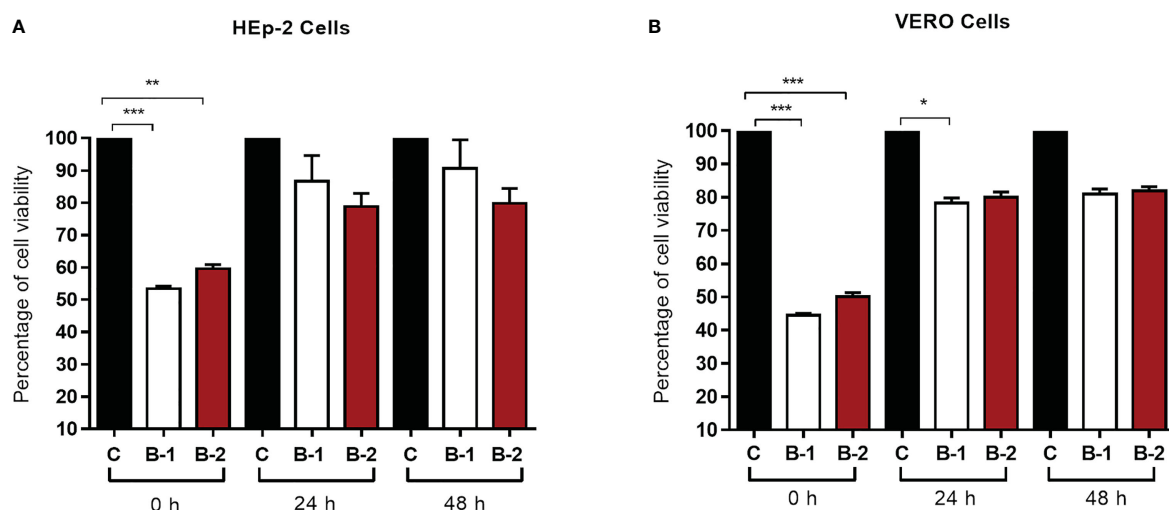 A
HEp-2 Cells
**
***
100
90
80
70
60
50
40
30
20
10
Percentage of cell viability
C B-1 B-2 C B-1 B-2 C B-1 B-2
0 h 24 h 48 h
B
VERO Cells
***
***
*
100
90
80
70
60
50
40
30
20
10
Percentage of cell viability
C B-1 B-2 C B-1 B-2 C B-1 B-2
0 h 24 h 48 h